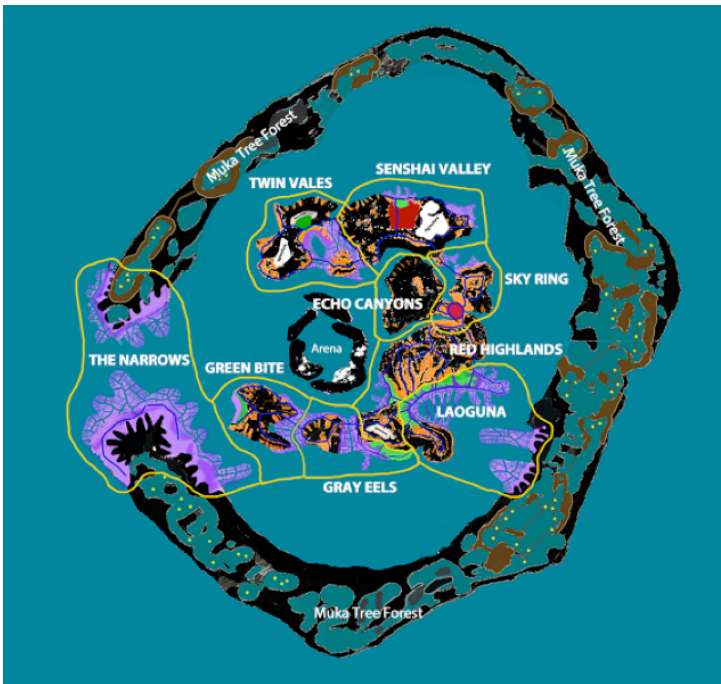 Muka Tree Forest
Muka Tree Forest
SENSHAI VALLEY
TWIN VALES
SKY RING
ECHO CANYONS
THE NARROWS
Arena
RED HIGHLANDS
GREEN BITE
LAOGUNA
GRAY EELS
Muka Tree Forest